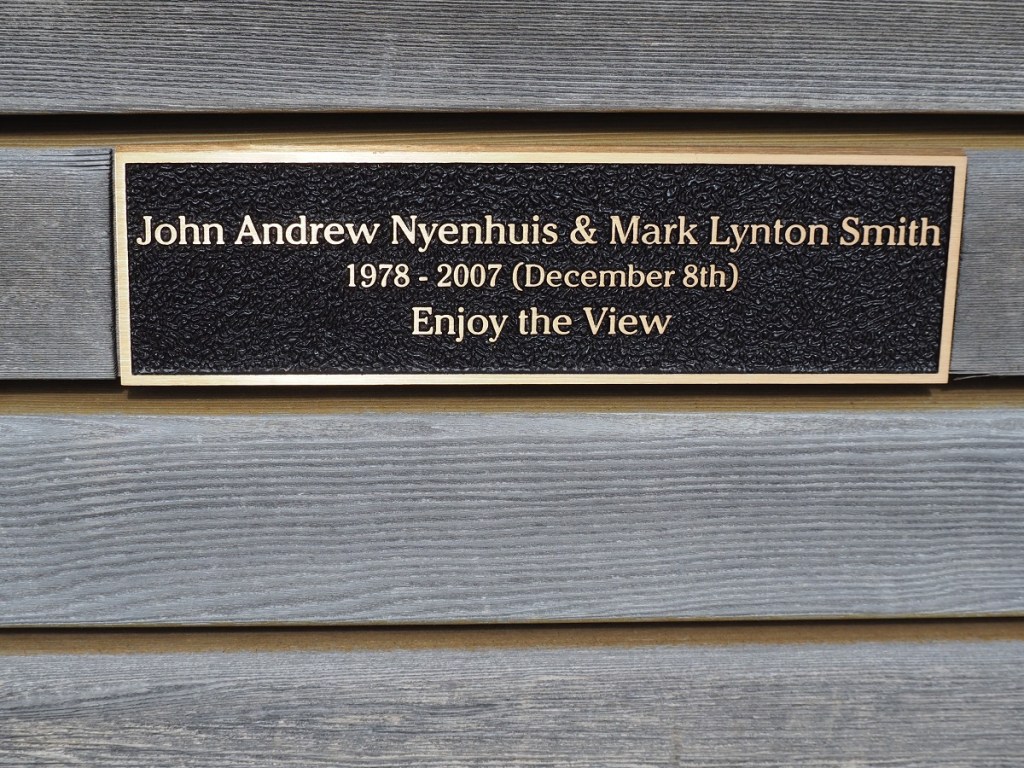 John Andrew Nyenhuis & Mark Lynton Smith
1978 - 2007 (December 8th)
Enjoy the View